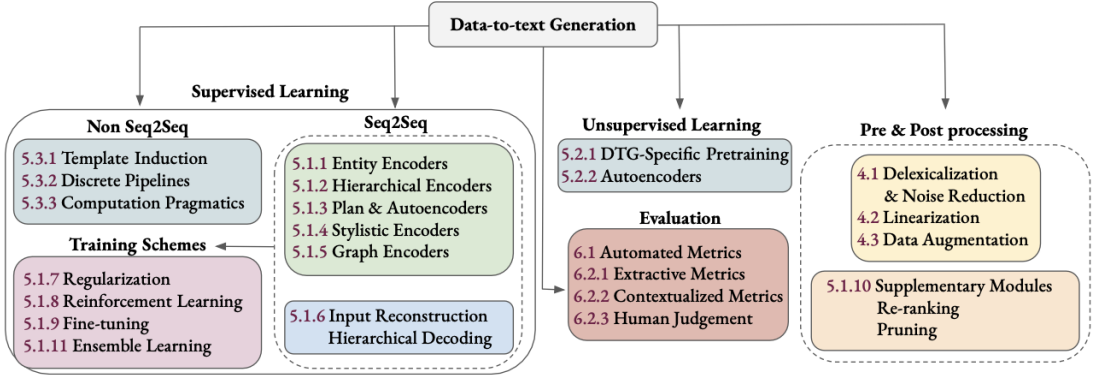 Data-to-text Generation
Supervised Learning
Non Seq2Seq
5.3.1 Template Induction
5.3.2 Discrete Pipelines
5.3.3 Computation Pragmatics
Training Schemes
5.1.7 Regularization
5.1.8 Reinforcement Learning
5.1.9 Fine-tuning
5.1.11 Ensemble Learning
Seq2Seq
5.1.1 Entity Encoders
5.1.2 Hierarchical Encoders
5.1.3 Plan & Autoencoders
5.1.4 Stylistic Encoders
5.1.5 Graph Encoders
5.1.6 Input Reconstruction
Hierarchical Decoding
Unsupervised Learning
5.2.1 DTG-Specific Pretraining
5.2.2 Autoencoders
Evaluation
6.1 Automated Metrics
6.2.1 Extractive Metrics
6.2.2 Contextualized Metrics
6.2.3 Human Judgement
Pre & Post processing
4.1 Delexicalization
& Noise Reduction
4.2 Linearization
4.3 Data Augmentation
5.1.10 Supplementary Modules
Re-ranking
Pruning